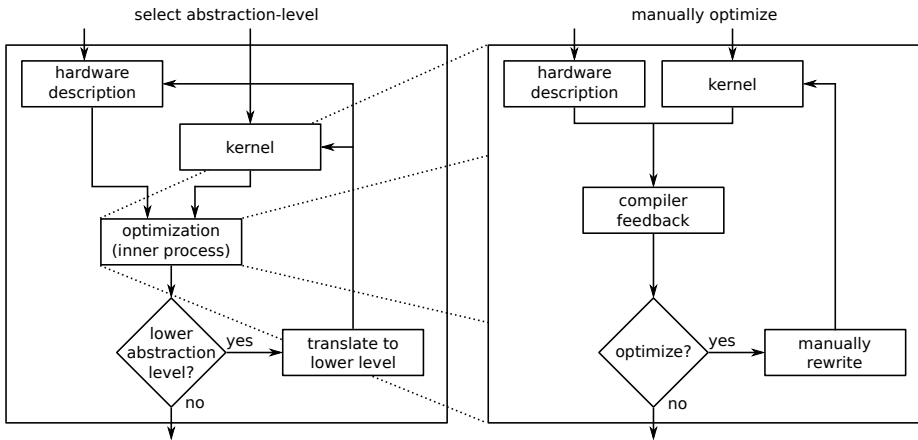 select abstraction-level
hardware
description
kernel
optimization
(inner process)
lower
abstraction
level?
yes
no
translate to
lower level
manually optimize
hardware
description
kernel
compiler
feedback
optimize?
yes
no
manually
rewrite